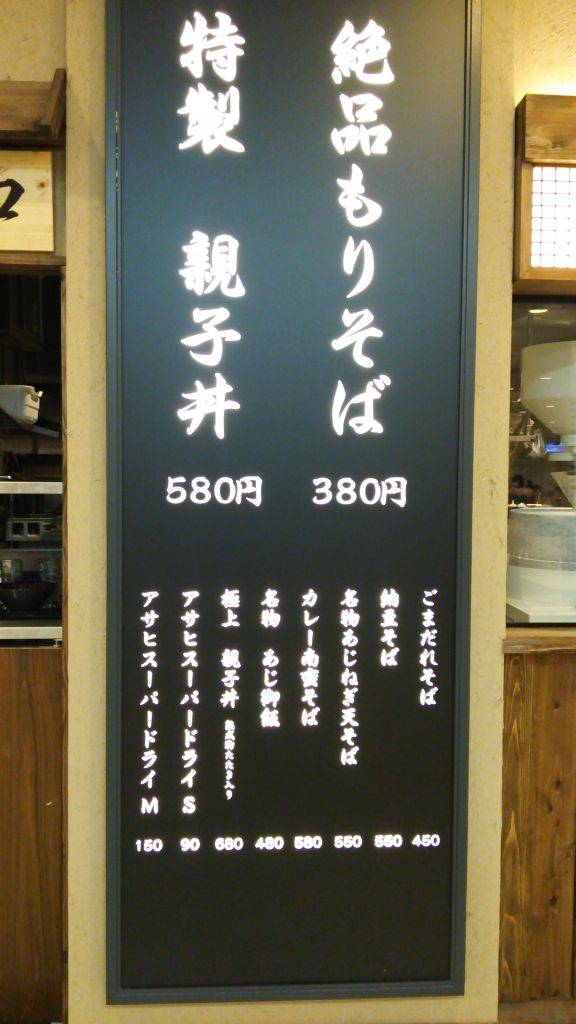 絶品もりそば
380円
特製 親子丼
580円
ごまだれそば
450
納豆そば
550
名物あじねぎ天そば
550
カレー南蛮そば
580
名物 あじ御飯
480
極上 親子丼
680
アサヒスーパードライS
90
アサヒスーパードライM
150